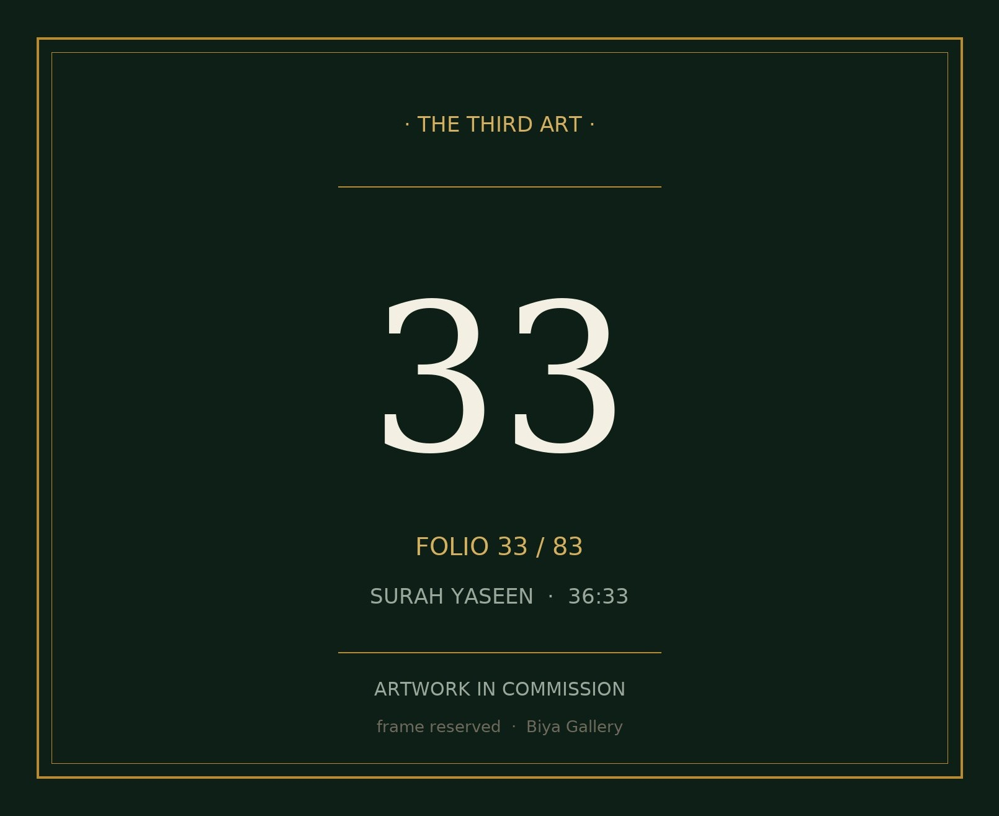 · THE THIRD ART ·
33
FOLIO 33 / 83
SURAH YASEEN · 36:33
ARTWORK IN COMMISSION
frame reserved · Biya Gallery